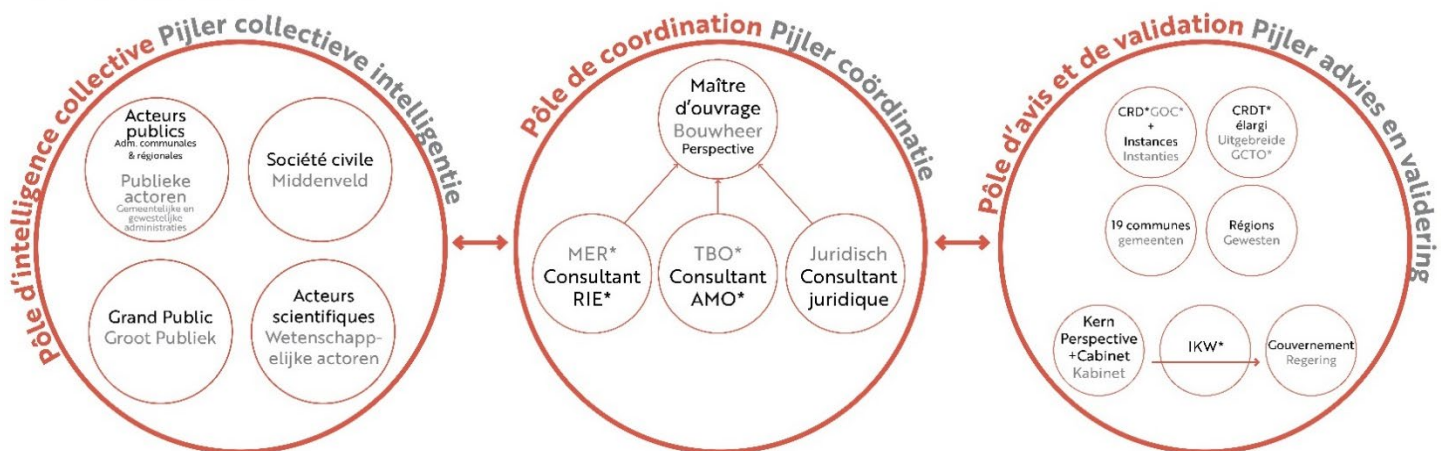 Pôle d'intelligence collective Pijler collectieve intelligentie
Acteurs
publics
Adm. communales
& régionales
Publieke
actoren
Gemeentelijke en
gewestelijke
administraties
Société civile
Middenveld
Grand Public
Groot Publiek
Acteurs
scientifiques
Wetenschapp-
elijke actoren
Pôle de coordination Pijler coördinatie
Maître
d'ouvrage
Bouwheer
Perspective
MER*
Consultant
RIE*
TBO*
Consultant
AMO*
Juridisch
Consultant
juridique
Pôle d'avis et de validation Pijler advies en validering
CRD*GOC*
+
Instances
Instanties
CRDT*
élargi
Uitgebreide
GCTO*
19 communes
gemeenten
Régions
Gewesten
Kern
Perspective
+Cabinet
Kabinet
IKW*
Gouvernement
Regering